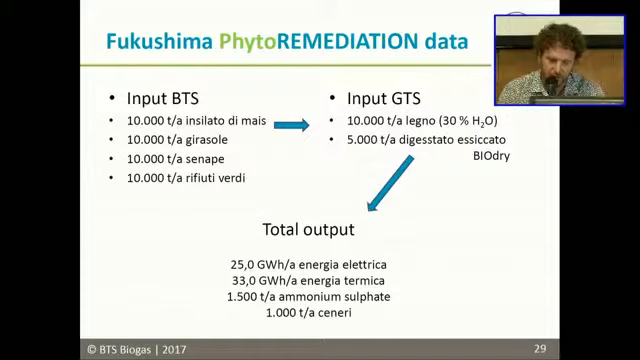 Fukushima PhytoREMEDIATION data
• Input BTS
• 10.000 t/a insilato di mais
• 10.000 t/a girasole
• 10.000 t/a senape
• 10.000 t/a rifiuti verdi
• Input GTS
• 10.000 t/a legno (30 % H₂O)
• 5.000 t/a digesstato essiccato
BIOdry
Total output
25,0 GWh/a energia elettrica
33,0 GWh/a energia termica
1.500 t/a ammonium sulphate
1.000 t/a ceneri
© BTS Biogas | 2017
29